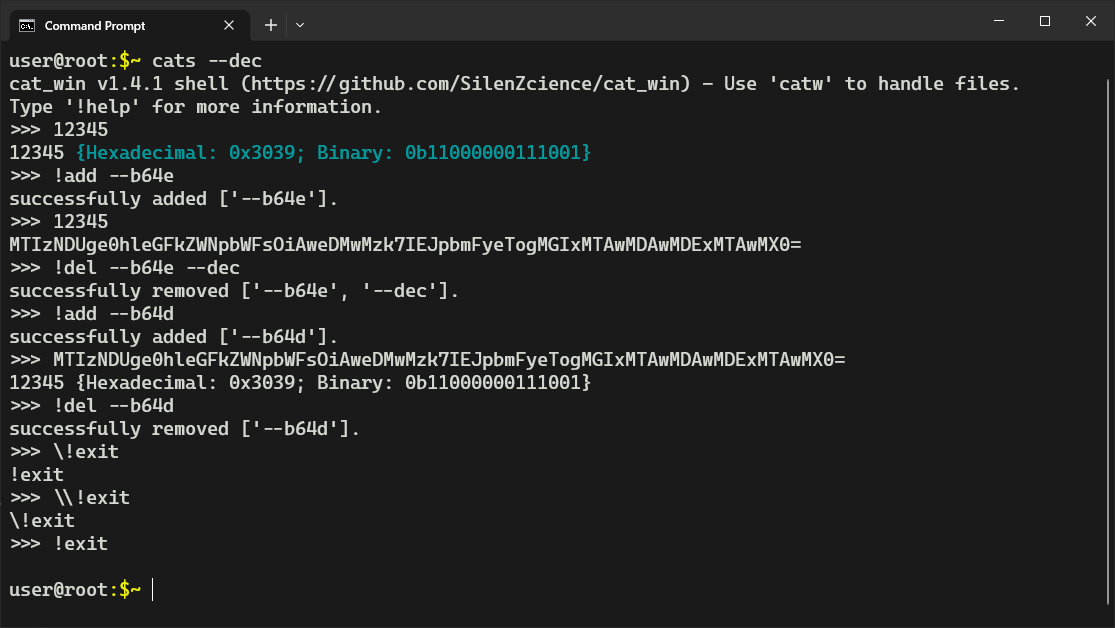 Command Prompt
user@root:$~ cats --dec
cat_win v1.4.1 shell (https://github.com/SilenZcience/cat_win) - Use 'catw' to handle files.
Type '!help' for more information.
>>> 12345
12345 {Hexadecimal: 0x3039; Binary: 0b11000000111001}
>>> !add --b64e
successfully added ['--b64e'].
>>> 12345
MTIzNDUge0hleGFkZWNpbWFsOiAweDMwMzk7IEJpbmFyeTogMGIxMTAwMDAwMDExMTAwMX0=
>>> !del --b64e --dec
successfully removed ['--b64e', '--dec'].
>>> !add --b64d
successfully added ['--b64d'].
>>> MTIzNDUge0hleGFkZWNpbWFsOiAweDMwMzk7IEJpbmFyeTogMGIxMTAwMDAwMDExMTAwMX0=
12345 {Hexadecimal: 0x3039; Binary: 0b11000000111001}
>>> !del --b64d
successfully removed ['--b64d'].
>>> \!exit
!exit
>>> \\!exit
\!exit
>>> !exit
user@root:$~